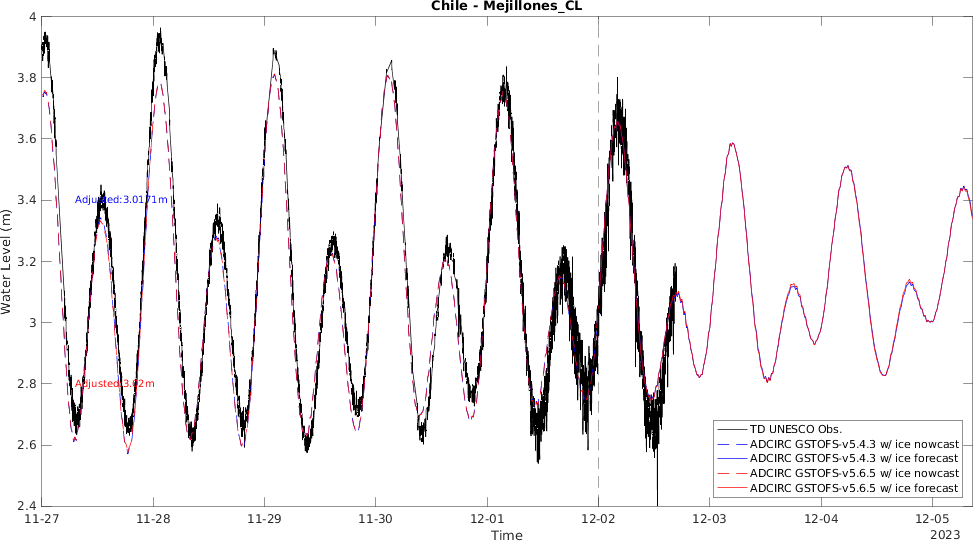 Chile - Mejillones_CL
4
3.8
3.6
3.4
3.2
3
2.8
2.6
2.4
Water Level (m)
Adjusted:3.0171m
Adjusted:3.02m
TD UNESCO Obs.
ADCIRC GSTOFS-v5.4.3 w/ ice nowcast
ADCIRC GSTOFS-v5.4.3 w/ ice forecast
ADCIRC GSTOFS-v5.6.5 w/ ice nowcast
ADCIRC GSTOFS-v5.6.5 w/ ice forecast
11-27 11-28 11-29 11-30 12-01 12-02 12-03 12-04 12-05
Time
2023